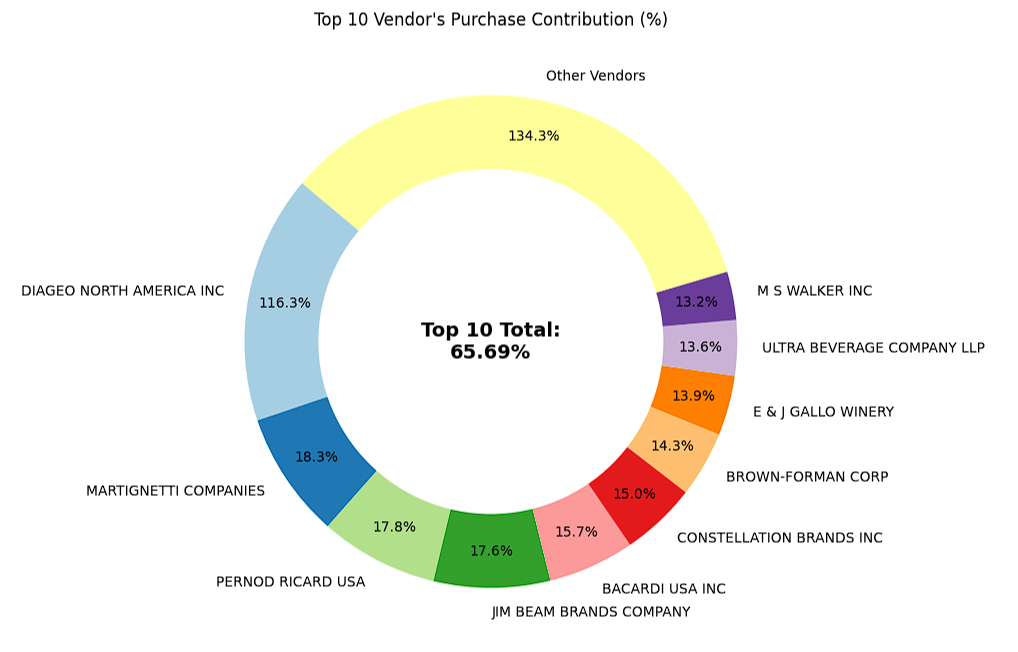 Top 10 Vendor's Purchase Contribution (%)
Other Vendors
134.3%
DIAGEO NORTH AMERICA INC
116.3%
MARTIGNETTI COMPANIES
18.3%
PERNOD RICARD USA
17.8%
JIM BEAM BRANDS COMPANY
17.6%
BACARDI USA INC
15.7%
CONSTELLATION BRANDS INC
15.0%
BROWN-FORMAN CORP
14.3%
E & J GALLO WINERY
13.9%
ULTRA BEVERAGE COMPANY LLP
13.6%
M S WALKER INC
13.2%
Top 10 Total:
65.69%